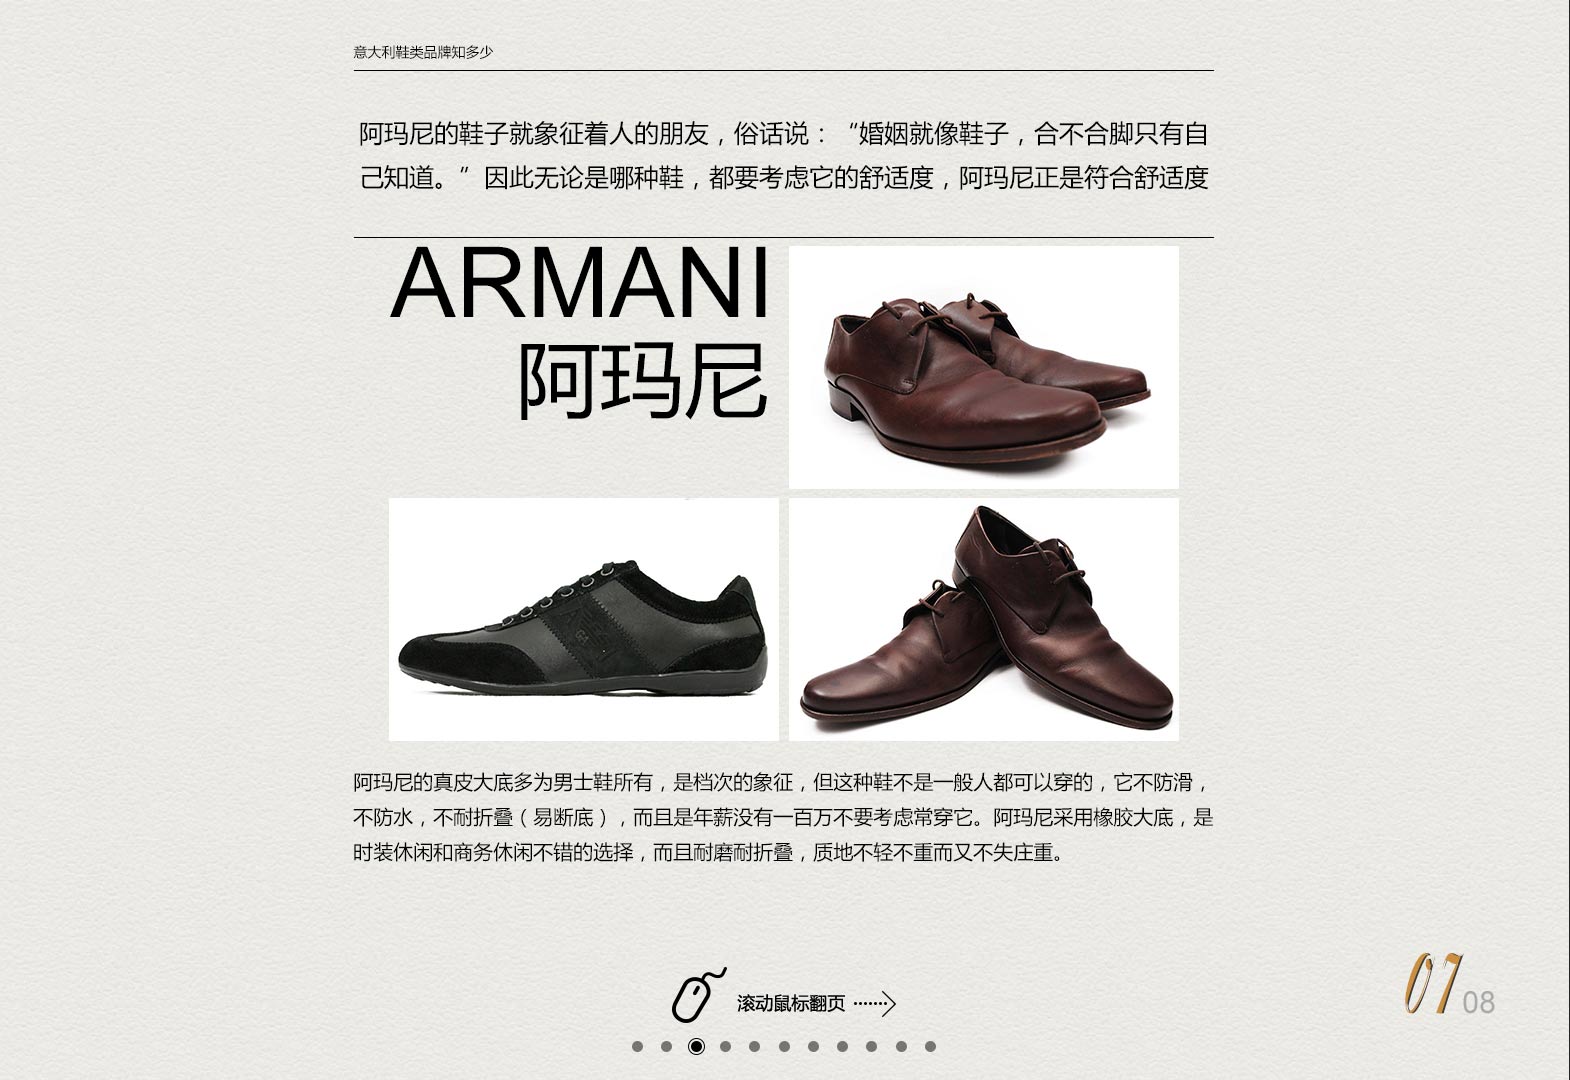 意大利鞋类品牌知多少
阿玛尼的鞋子就象征着人的朋友，俗话说：“婚姻就像鞋子，合不合脚只有自
己知道。”因此无论是哪种鞋，都要考虑它的舒适度，阿玛尼正是符合舒适度
ARMANI
阿玛尼
阿玛尼的真皮大底多为男士鞋所有，是档次的象征，但这种鞋不是一般人都可以穿的，它不防滑，
不防水，不耐折叠（易断底），而且是年薪没有一百万不要考虑常穿它。阿玛尼采用橡胶大底，是
时装休闲和商务休闲不错的选择，而且耐磨耐折叠，质地不轻不重而又不失庄重。
滚动鼠标翻页
07 08